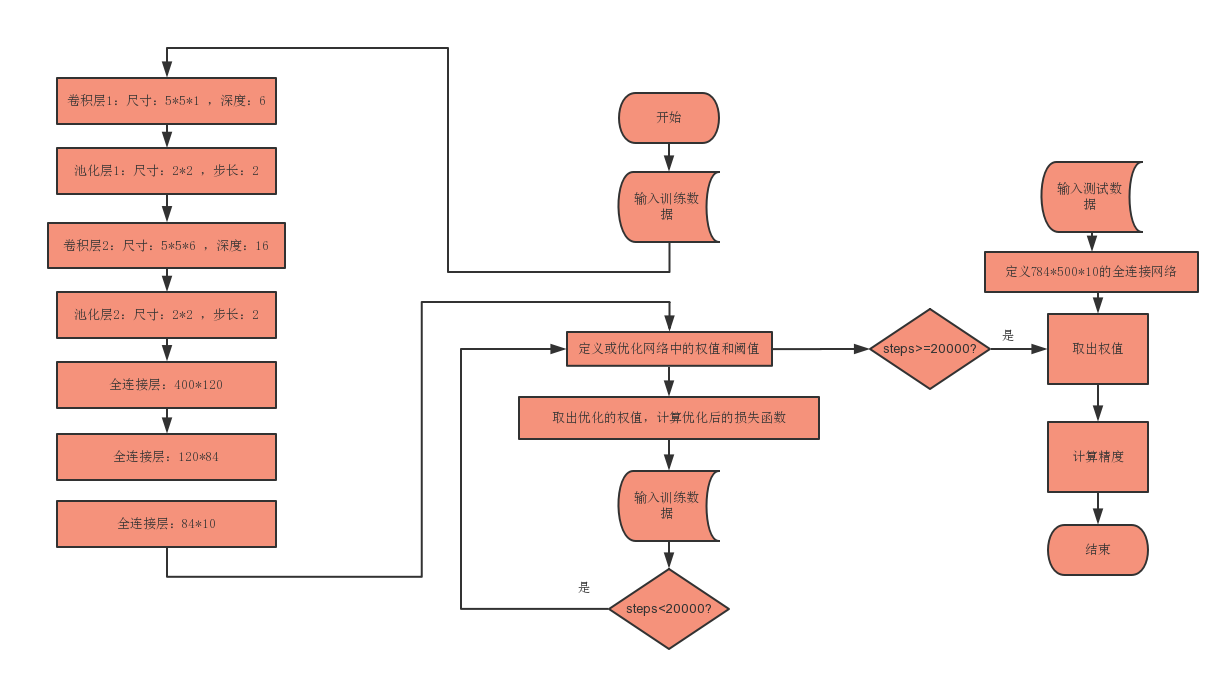 卷积层1：尺寸：5*5*1 ，深度：6
池化层1：尺寸：2*2 ，步长：2
卷积层2：尺寸：5*5*6 ，深度：16
池化层2：尺寸：2*2 ，步长：2
全连接层：400*120
全连接层：120*84
全连接层：84*10
开始
输入训练数
据
定义或优化网络中的权值和阈值
取出优化的权值，计算优化后的损失函数
输入训练数
据
是
steps<20000?
steps>=20000?
是
输入测试数
据
定义784*500*10的全连接网络
取出权值
计算精度
结束